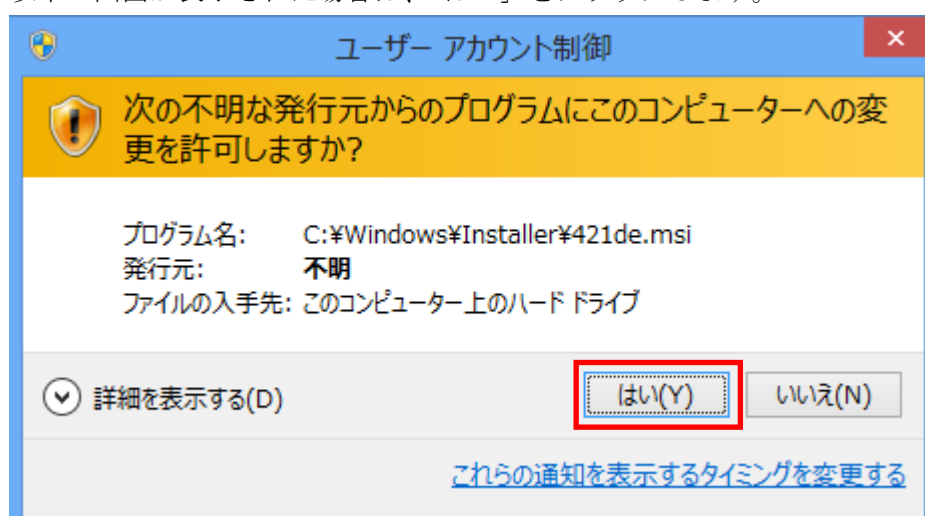 ユーザー アカウント制御
次の不明な発行元からのプログラムにこのコンピューターへの変
更を許可しますか?
プログラム名: C:¥Windows¥Installer¥421de.msi
発行元: 不明
ファイルの入手先: このコンピューター上のハード ドライブ
詳細を表示する(D) はい(Y) いいえ(N)
これらの通知を表示するタイミングを変更する